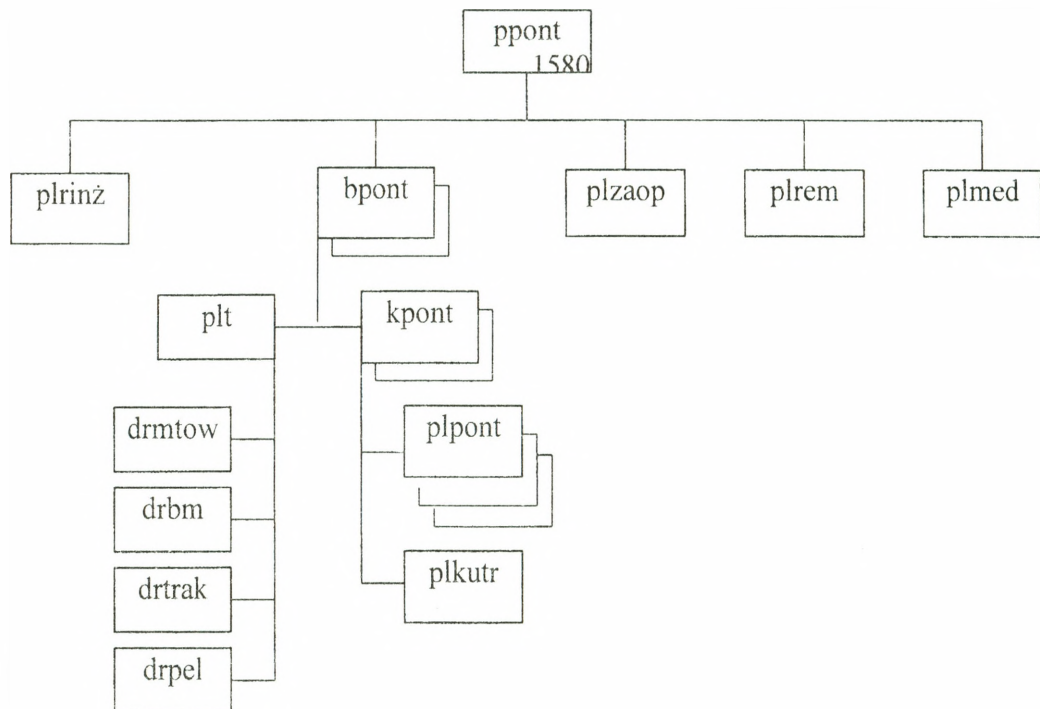 ppont
1580
plrinż
bpont
plzaop
plrem
plmed
plt
kpont
drmtow
plpont
drbm
plkutr
drtrak
drpel